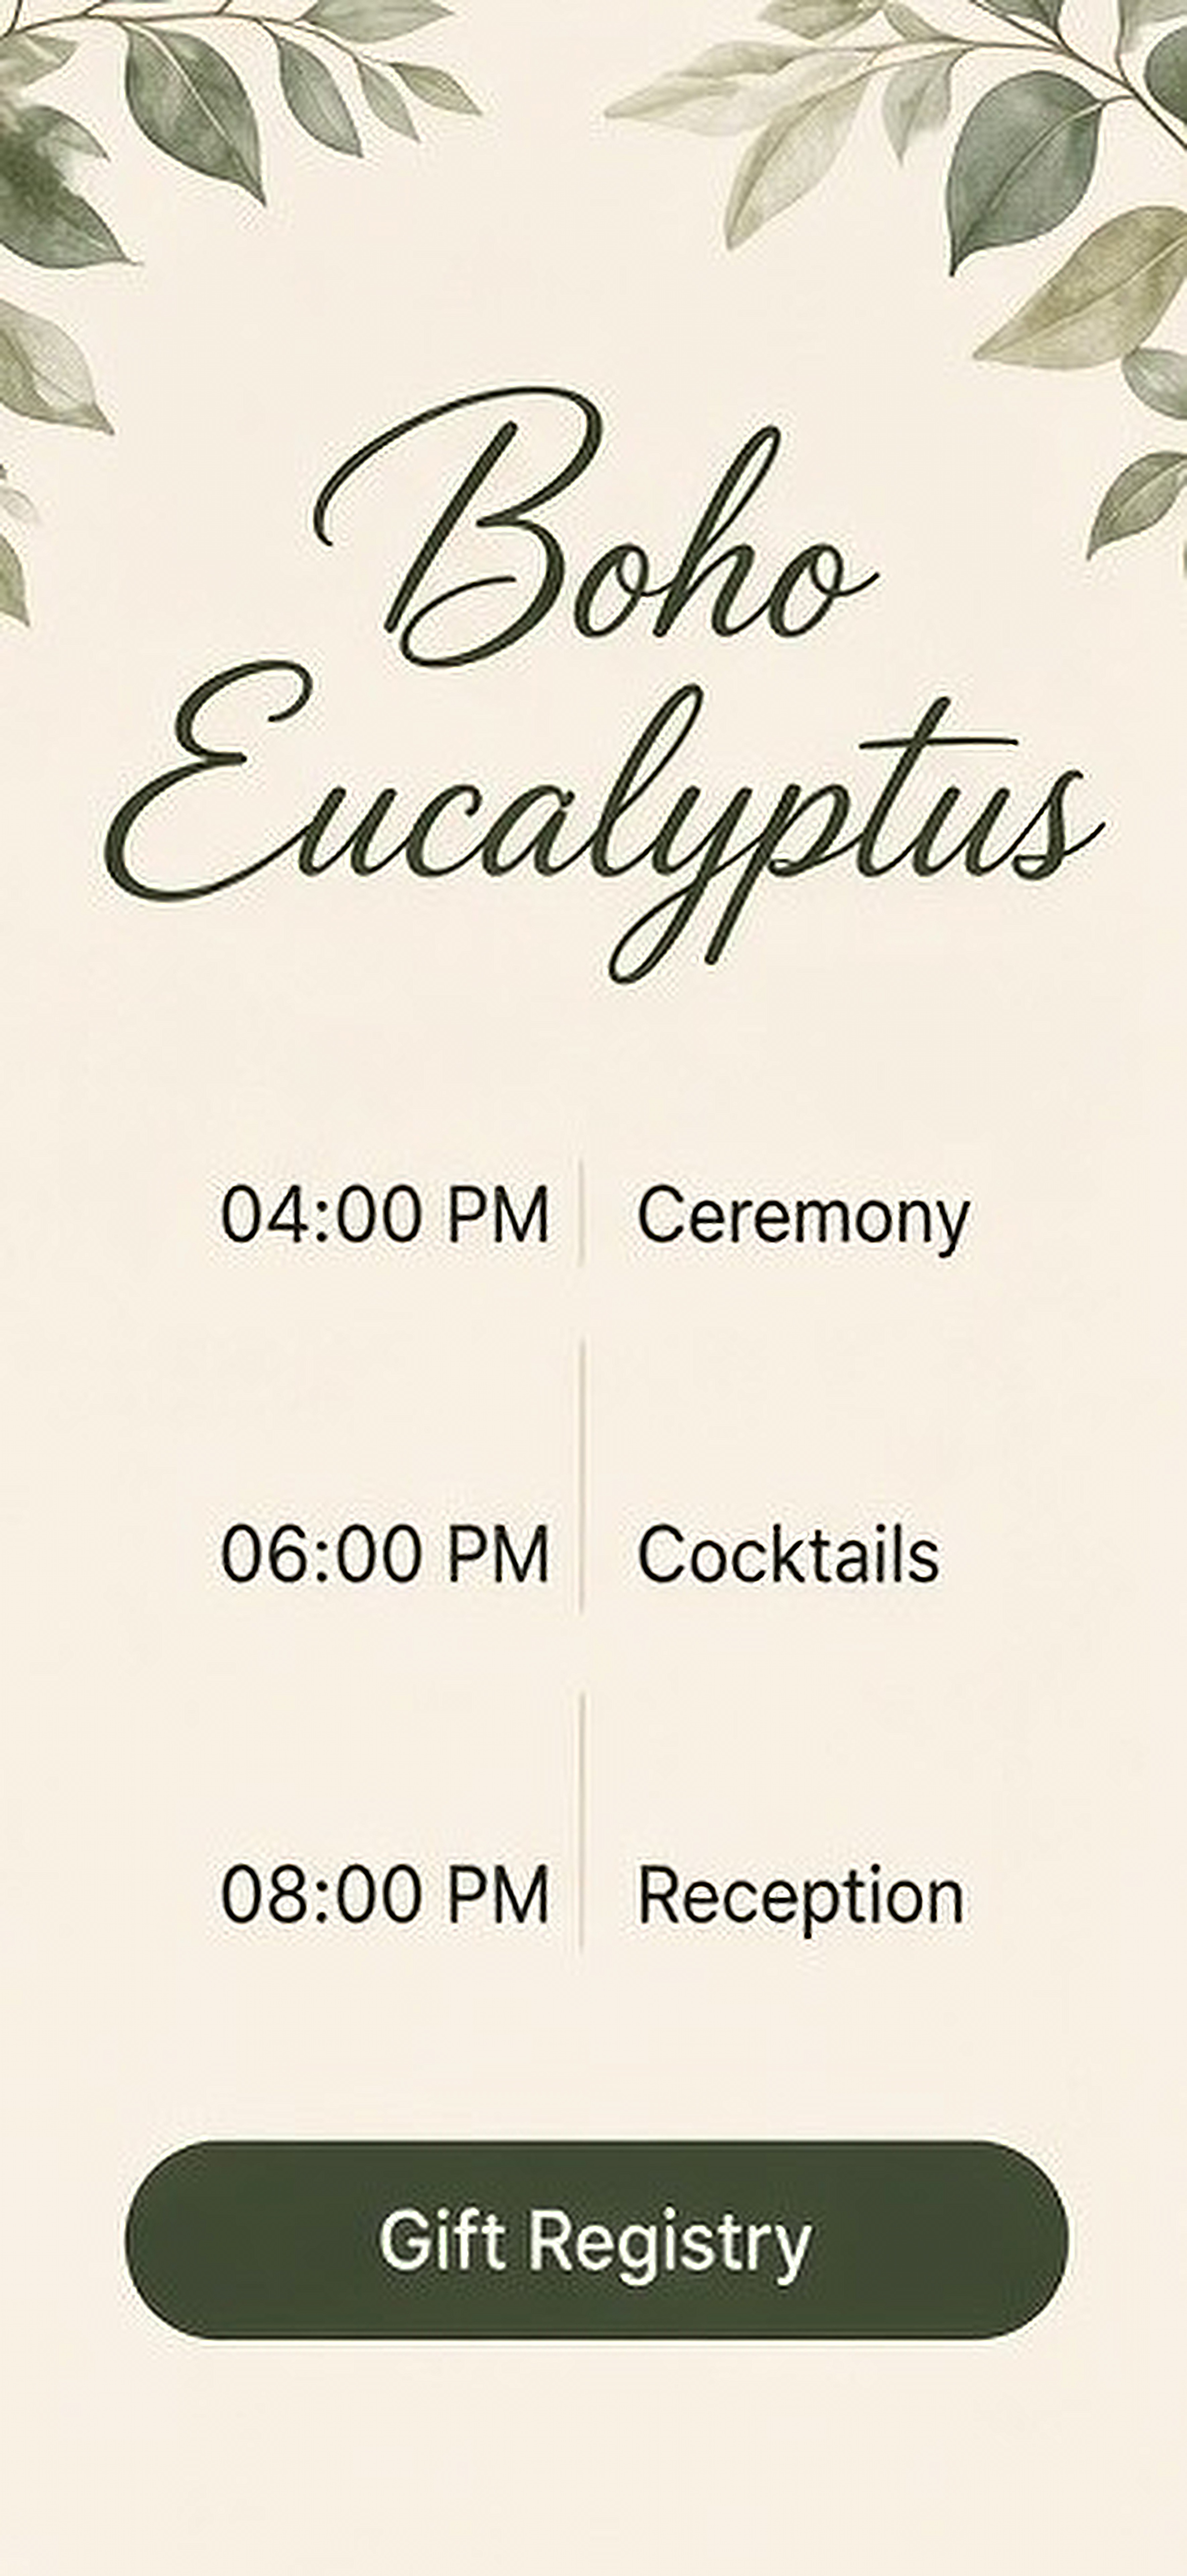 Boho
Eucalyptus
04:00 PM Ceremony
06:00 PM Cocktails
08:00 PM Reception
Gift Registry